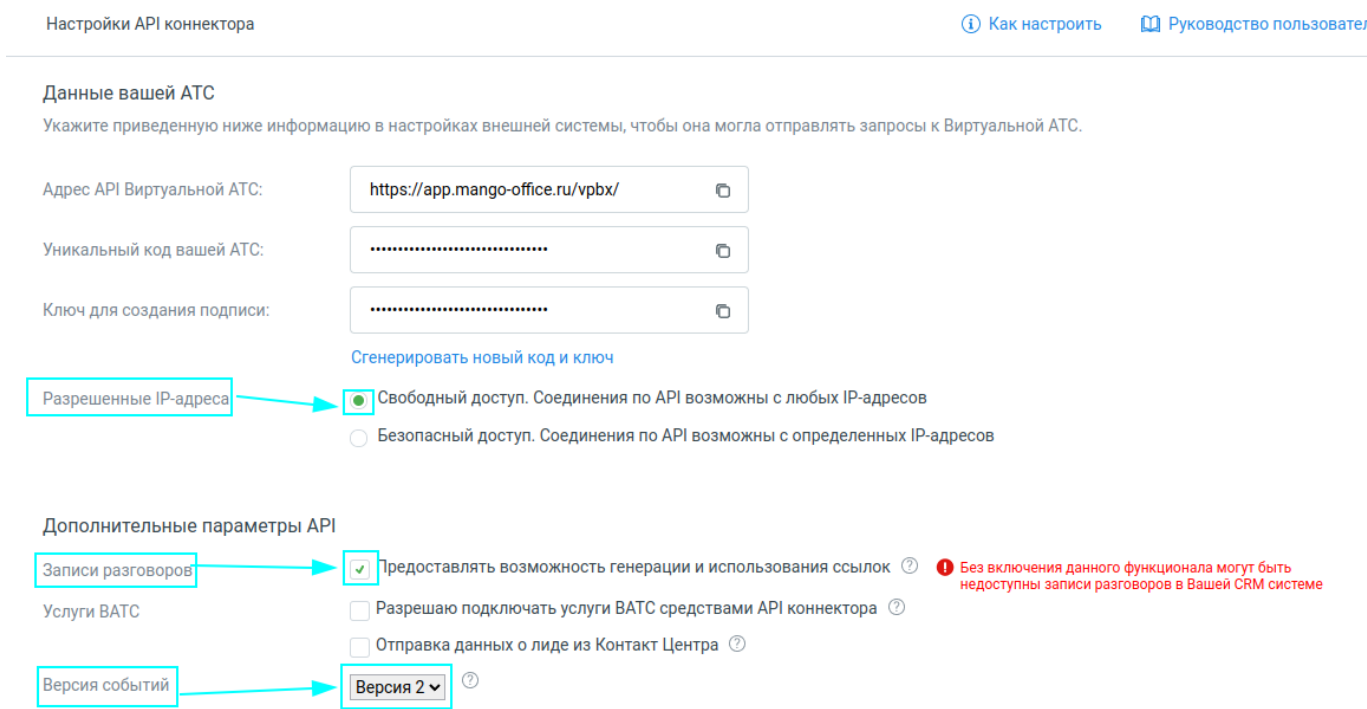 Настройки API коннектора
Как настроить
Руководство
Данные вашей АТС
Укажите приведенную ниже информацию в настройках внешней системы, чтобы она могла отправлять запросы к Виртуальной АТС.
Адрес API Виртуальной АТС:
https://app.mango-office.ru/vpbx/
Уникальный код вашей АТС:
Ключ для создания подписи:
Сгенерировать новый код и ключ
Разрешенные IP-адреса
Свободный доступ. Соединения по API возможны с любых IP-адресов
Безопасный доступ. Соединения по API возможны с определенных IP-адресов
Дополнительные параметры API
Записи разговоров
Предоставлять возможность генерации и использования ссылок
Без включения данного функционала могут быть
недоступны записи разговоров в Вашей CRM системе
Услуги ВАТС
Разрешаю подключать услуги ВАТС средствами API коннектора
Отправка данных о лиде из Контакт Центра
Версия событий
Версия 2